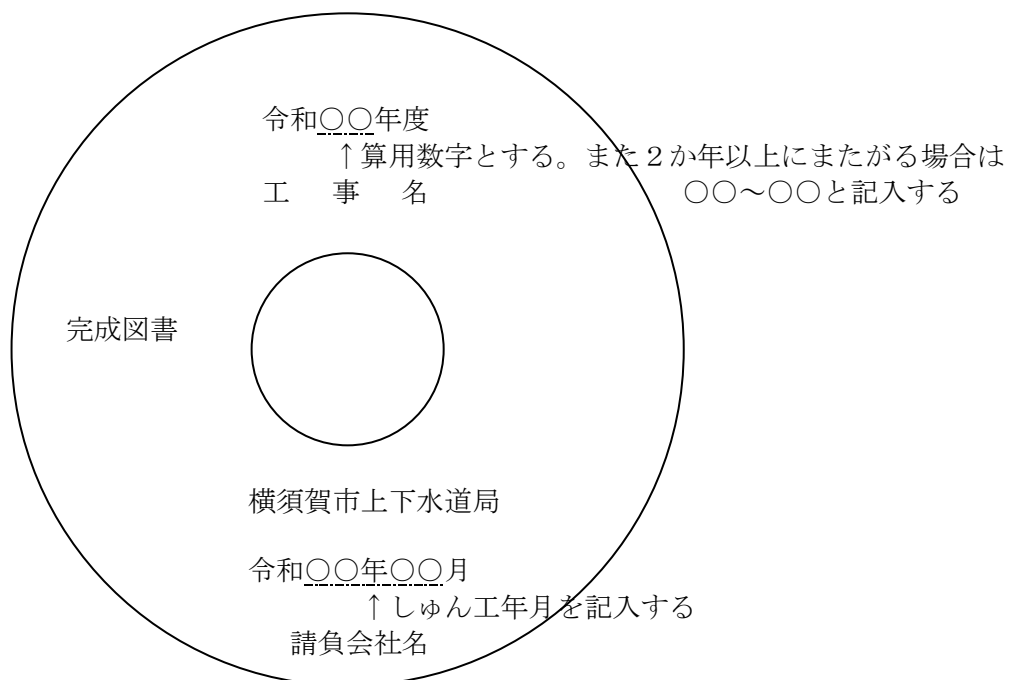 令和○○年度
↑算用数字とする。また２か年以上にまたがる場合は
工　事　名　　　　　　　　　○○～○○と記入する
完成図書
横須賀市上下水道局
令和○○年○○月
↑しゅん工年月を記入する
請負会社名